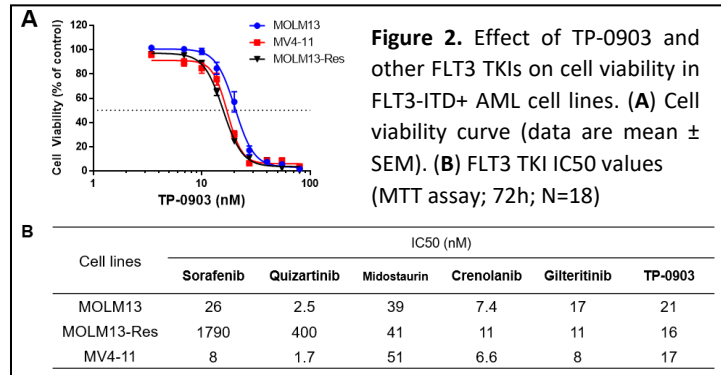 A
120
100
80
60
40
20
0
Cell Viability (% of control)
1
10
100
TP-0903 (nM)
MOLM13
MV4-11
MOLM13-Res
Figure 2. Effect of TP-0903 and
other FLT3 TKIs on cell viability in
FLT3-ITD+ AML cell lines. (A) Cell
viability curve (data are mean ±
SEM). (B) FLT3 TKI IC50 values
(MTT assay; 72h; N=18)
B
Cell lines IC50 (nM)
Sorafenib Quizartinib Midostaurin Crenolanib Gilteritinib TP-0903
MOLM13 26 2.5 39 7.4 17 21
MOLM13-Res 1790 400 41 11 11 16
MV4-11 8 1.7 51 6.6 8 17